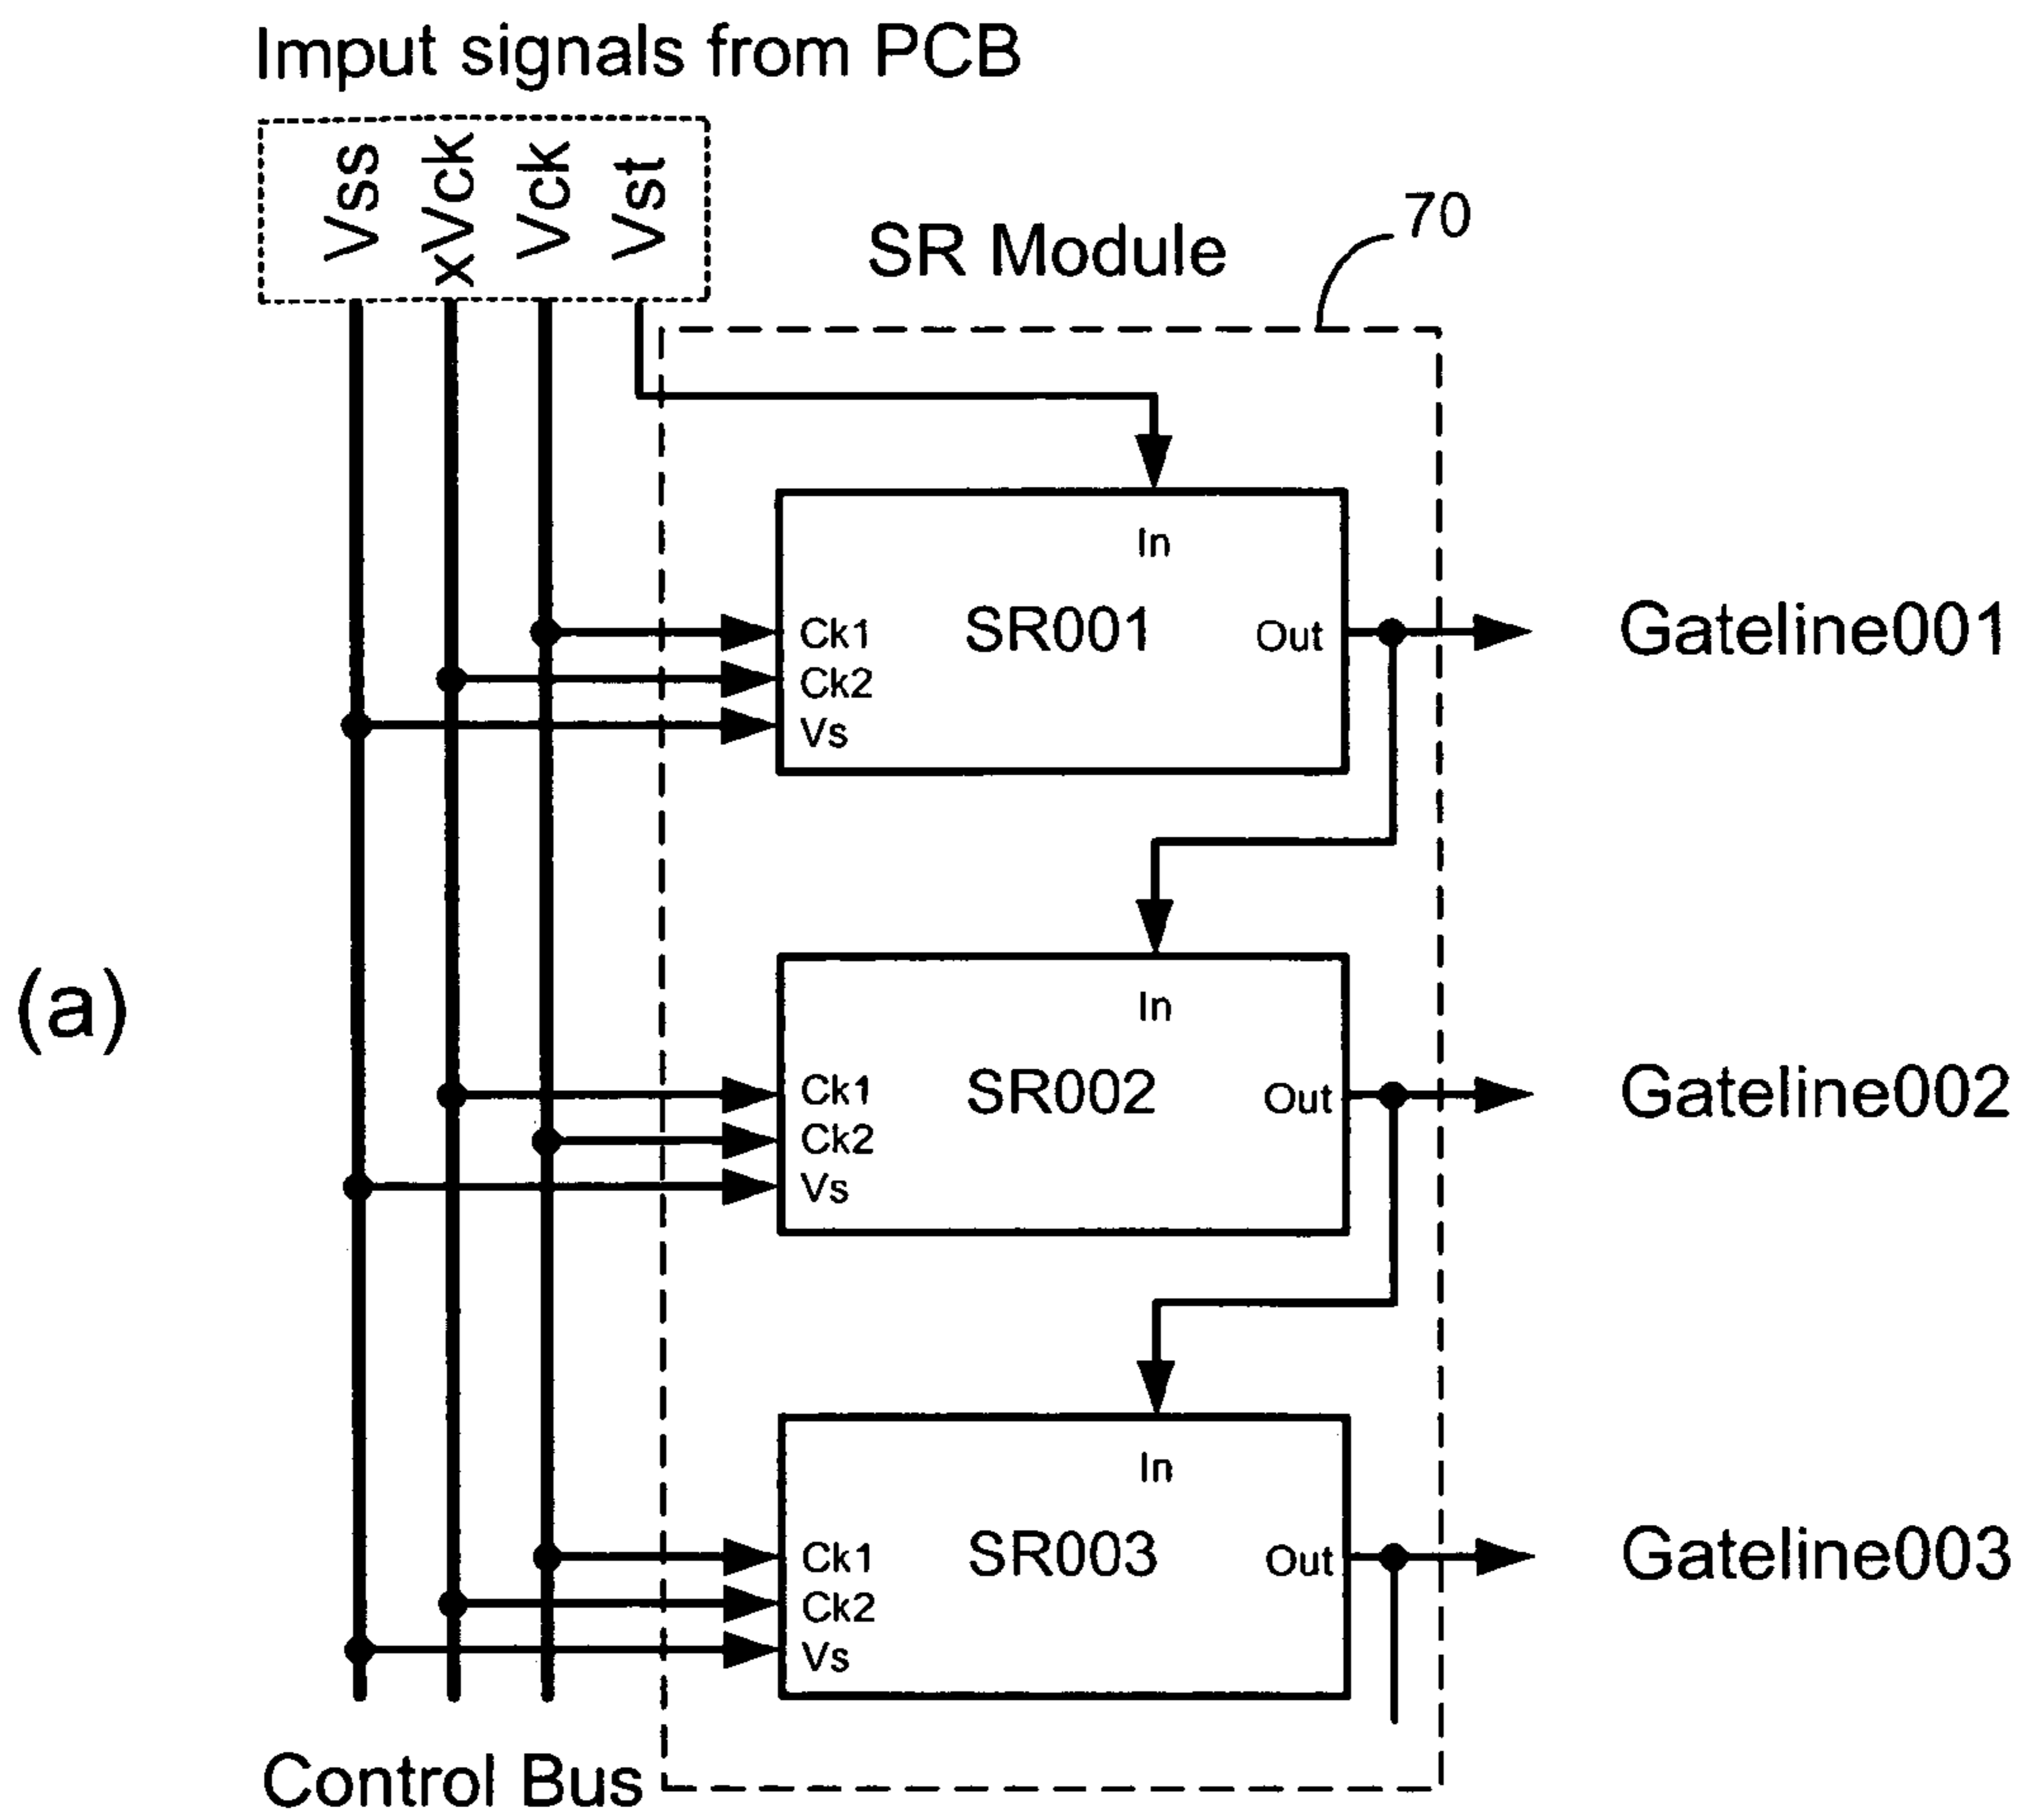 Imput signals from PCB
Vss
xVck
Vck
Vst
SR Module
70
In
Ck1
SR001
Out
Gateline001
Ck2
Vs
(a)
In
Ck1
SR002
Out
Gateline002
Ck2
Vs
In
Ck1
SR003
Out
Gateline003
Ck2
Vs
Control Bus